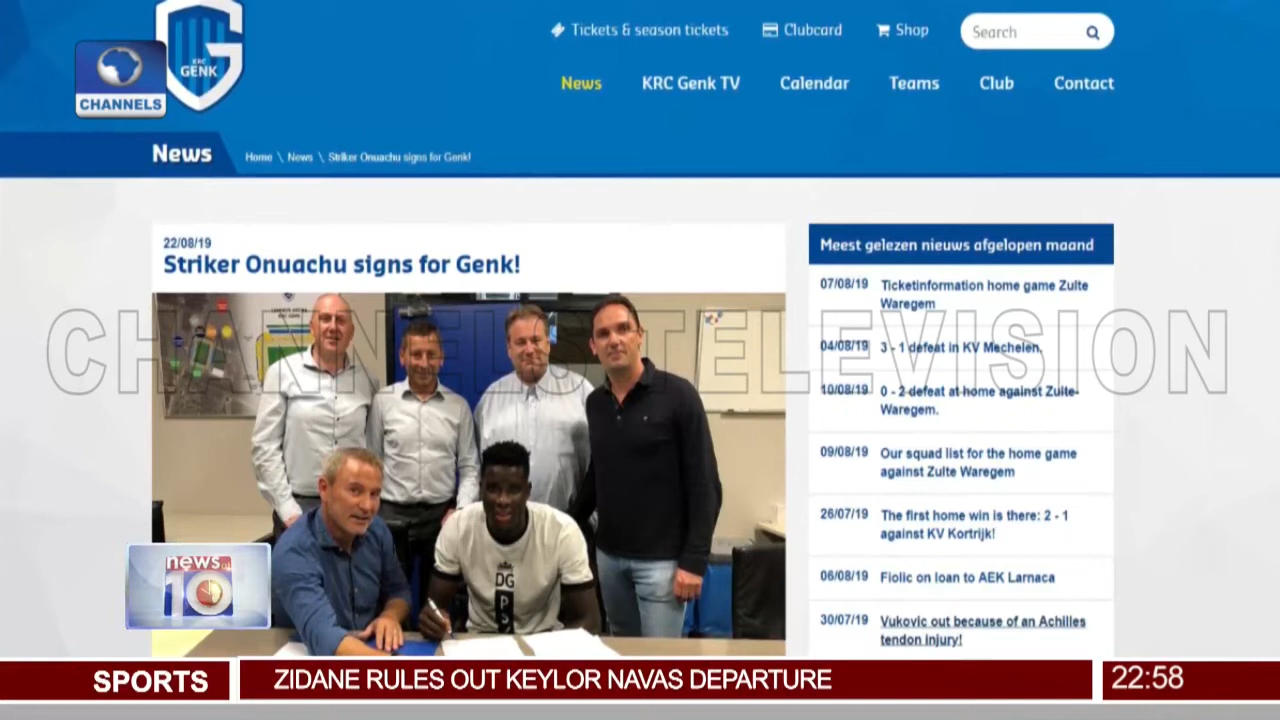 KRC
GENK
CHANNELS
Tickets & season tickets
Clubcard
Shop
Search
News
KRC Genk TV
Calendar
Teams
Club
Contact
News
Home \ News \ Striker Onuachu signs for Genk!
22/08/19
Striker Onuachu signs for Genk!
Meest gelezen nieuws afgelopen maand
07/08/19
Ticketinformation home game Zulte
Waregem
04/08/19
3 - 1 defeat in KV Mechelen.
10/08/19
0 - 2 defeat at home against Zulte-
Waregem.
09/08/19
Our squad list for the home game
against Zulte Waregem
26/07/19
The first home win is there: 2 - 1
against KV Kortrijk!
06/08/19
Fiolic on loan to AEK Larnaca
30/07/19
Vukovic out because of an Achilles
tendon injury!
CHANNELS TELEVISION
DG
PS
news at
10
SPORTS
ZIDANE RULES OUT KEYLOR NAVAS DEPARTURE
22:58